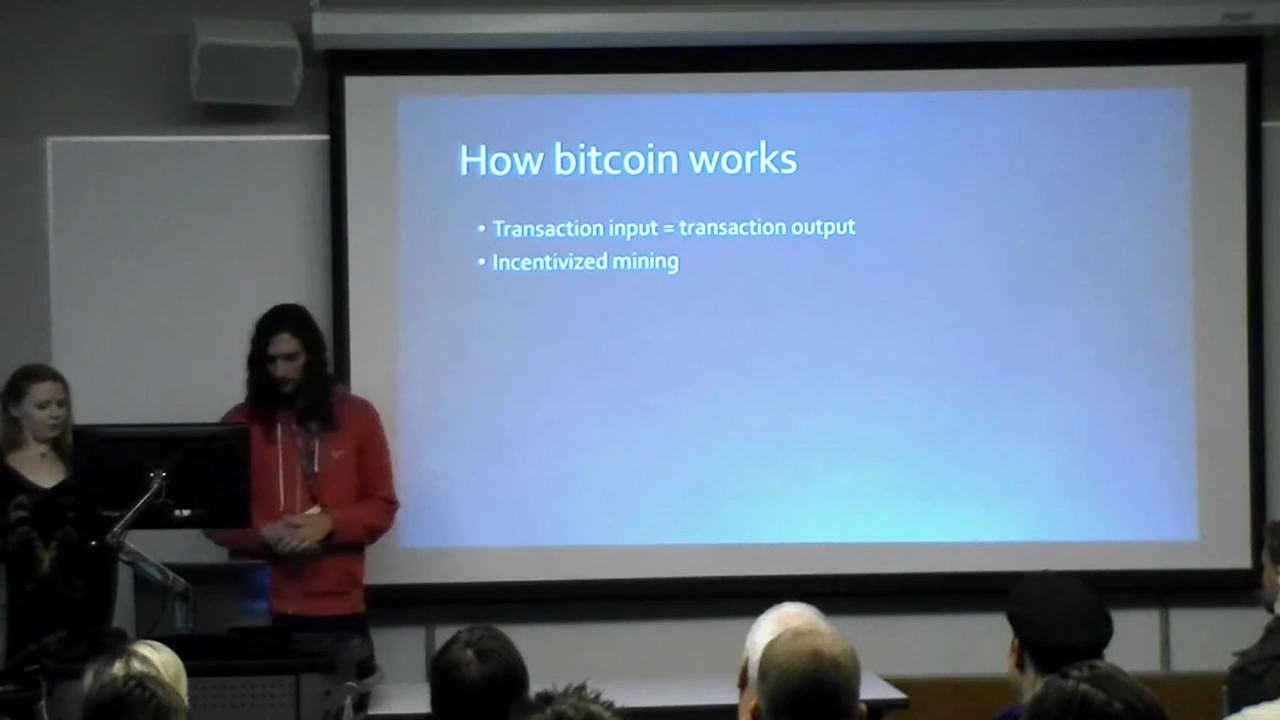 How bitcoin works
• Transaction input = transaction output
• Incentivized mining